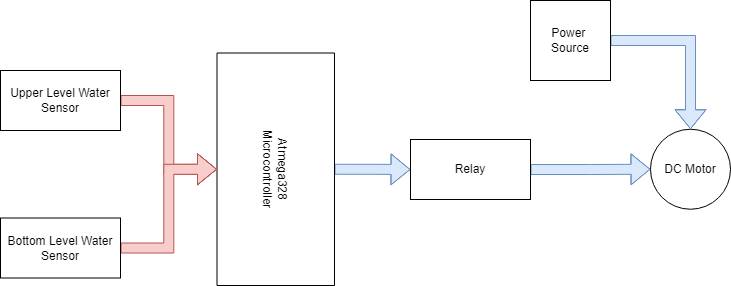 Power
Source
Upper Level Water
Sensor
Atmega328
Microcontroller
Relay
DC Motor
Bottom Level Water
Sensor